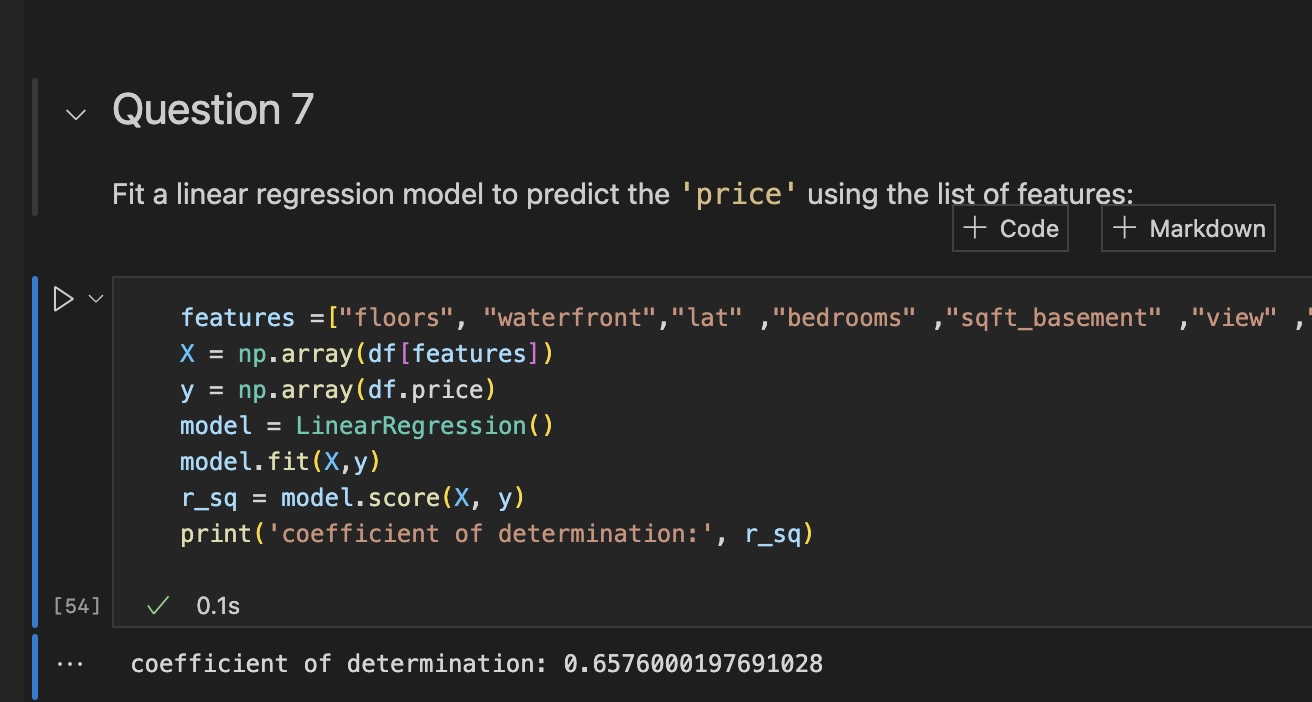 Question 7
Fit a linear regression model to predict the 'price' using the list of features:
+ Code + Markdown
features =["floors", "waterfront","lat" ,"bedrooms" ,"sqft_basement" ,"view" ,"
X = np.array(df[features])
y = np.array(df.price)
model = LinearRegression()
model.fit(X,y)
r_sq = model.score(X, y)
print('coefficient of determination:', r_sq)
[54] ✓ 0.1s
... coefficient of determination: 0.6576000197691028